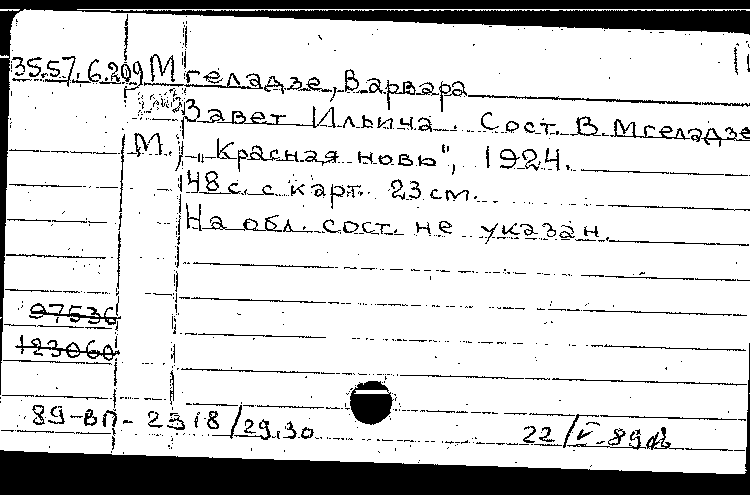 35.57.6.209 Мгеладзе, Варвара
Завет Ильича. Сост. В. Мгеладзе
М., „Красная новь", 1924.
48 с. с карт. 23 см.
На обл. сост. не указан.
97536
123060
89-ВП-2318/29,30
22/V-89